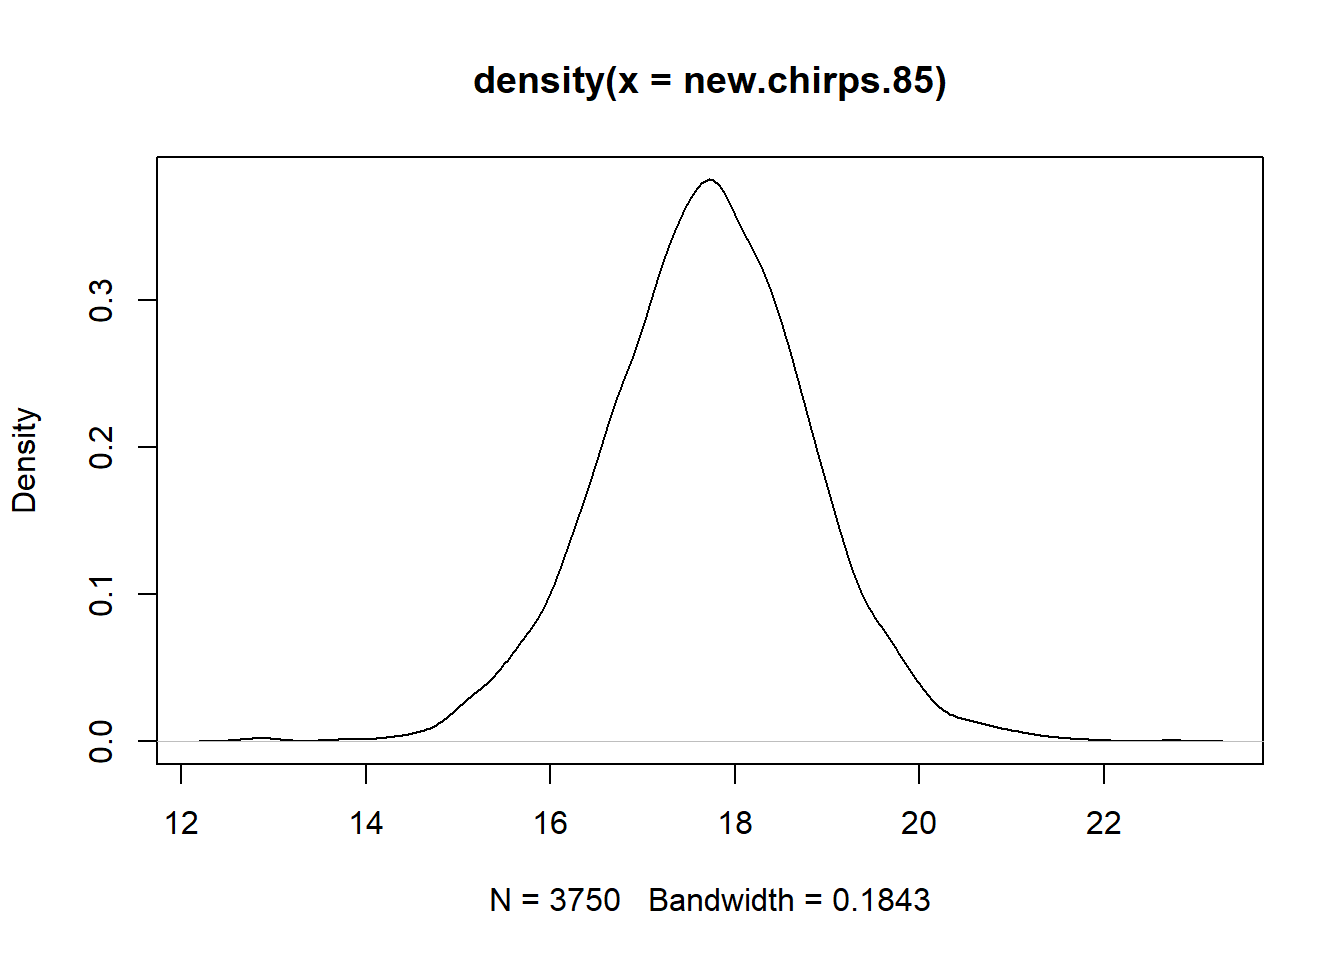 density(x = new.chirps.85)
Density
0.3
0.2
0.1
0.0
12 14 16 18 20 22
N = 3750   Bandwidth = 0.1843